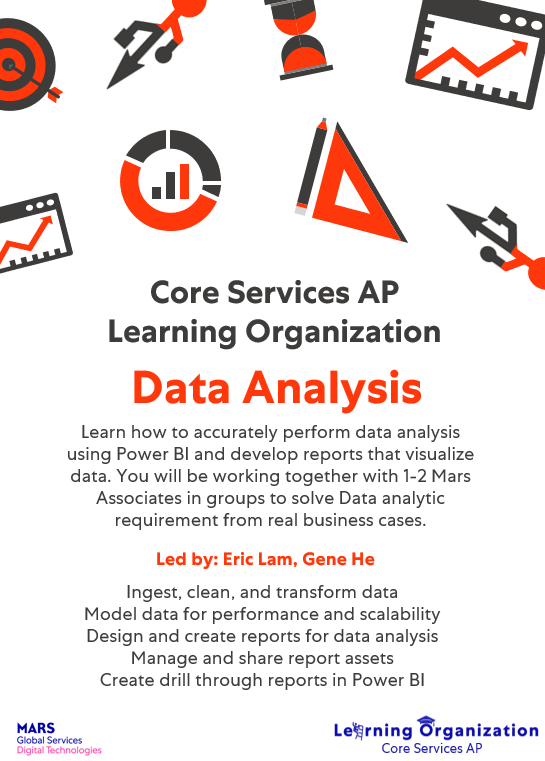 Core Services AP
Learning Organization
Data Analysis
Learn how to accurately perform data analysis
using Power BI and develop reports that visualize
data. You will be working together with 1-2 Mars
Associates in groups to solve Data analytic
requirement from real business cases.
Led by: Eric Lam, Gene He
Ingest, clean, and transform data
Model data for performance and scalability
Design and create reports for data analysis
Manage and share report assets
Create drill through reports in Power BI
MARS
Global Services
Digital Technologies
Learning Organization
Core Services AP